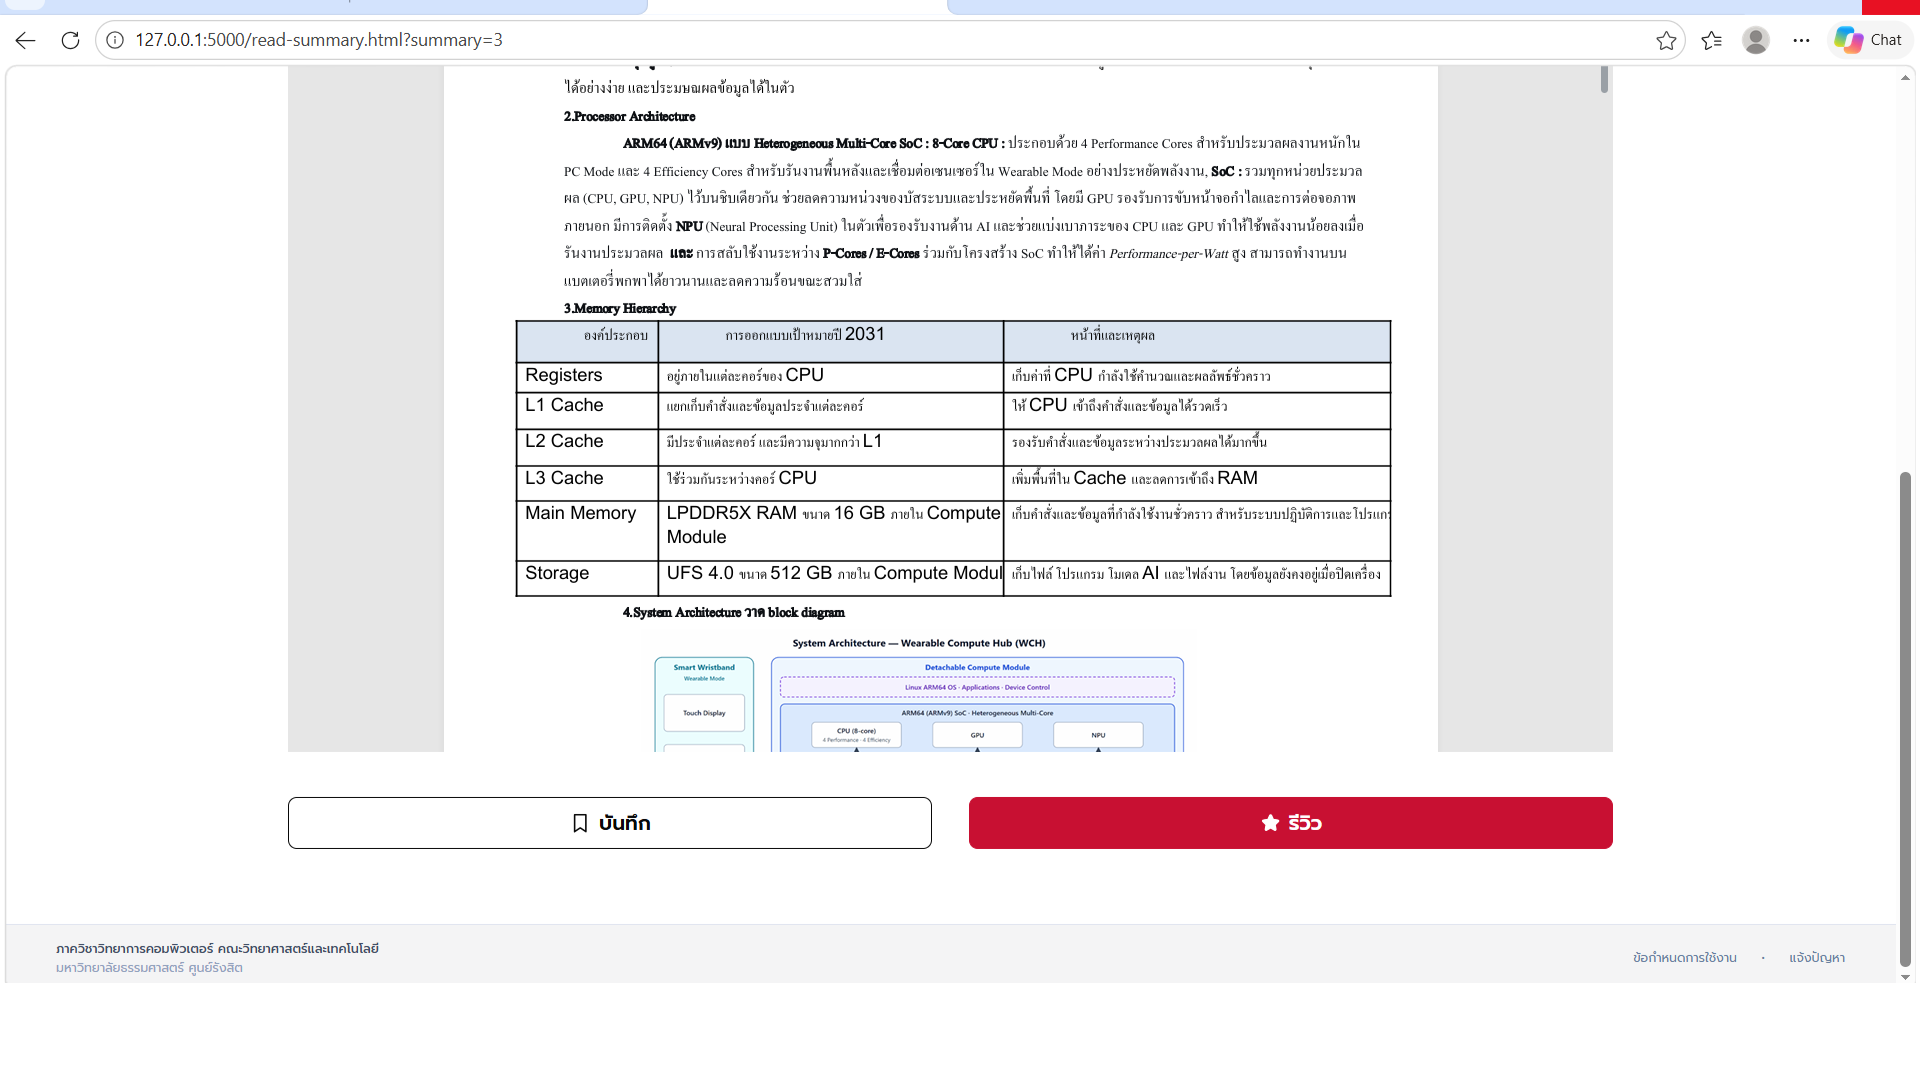 127.0.0.1:5000/read-summary.html?summary=3
Chat
ได้อย่างง่าย และประมษณผลข้อมูลได้ในตัว
2.Processor Architecture
ARM64 (ARMv9) แบบ Heterogeneous Multi-Core SoC : 8-Core CPU : ประกอบด้วย 4 Performance Cores สำหรับประมวลผลงานหนักใน
PC Mode และ 4 Efficiency Cores สำหรับรันงานพื้นหลังและเชื่อมต่อเซนเซอร์ใน Wearable Mode อย่างประหยัดพลังงาน, SoC : รวมทุกหน่วยประมวล
ผล (CPU, GPU, NPU) ไว้บนชิบเดียวกัน ช่วยลดความหน่วงของบัสระบบและประหยัดพื้นที่ โดยมี GPU รองรับการขับหน้าจอกำไลและการต่อจอภาพ
ภายนอก มีการติดตั้ง NPU (Neural Processing Unit) ในตัวเพื่อรองรับงานด้าน AI และช่วยแบ่งเบาภาระของ CPU และ GPU ทำให้ใช้พลังงานน้อยลงเมื่อ
รันงานประมวลผล และ การสลับใช้งานระหว่าง P-Cores / E-Cores ร่วมกับโครงสร้าง SoC ทำให้ได้ค่า Performance-per-Watt สูง สามารถทำงานบน
แบตเตอรี่พกพาได้ยาวนานและลดความร้อนขณะสวมใส่
3.Memory Hierarchy
องค์ประกอบ การออกแบบเป้าหมายปี 2031 หน้าที่และเหตุผล
Registers อยู่ภายในแต่ละคอร์ของ CPU เก็บค่าที่ CPU กำลังใช้คำนวณและผลลัพธ์ชั่วคราว
L1 Cache แยกเก็บคำสั่งและข้อมูลประจำแต่ละคอร์ ให้ CPU เข้าถึงคำสั่งและข้อมูลได้รวดเร็ว
L2 Cache มีประจำแต่ละคอร์ และมีความจุมากกว่า L1 รองรับคำสั่งและข้อมูลระหว่างประมวลผลได้มากขึ้น
L3 Cache ใช้ร่วมกันระหว่างคอร์ CPU เพิ่มพื้นที่ใน Cache และลดการเข้าถึง RAM
Main Memory LPDDR5X RAM ขนาด 16 GB ภายใน Compute เก็บคำสั่งและข้อมูลที่กำลังใช้งานชั่วคราว สำหรับระบบปฏิบัติการและโปรแกร
Module
Storage UFS 4.0 ขนาด 512 GB ภายใน Compute Modul เก็บไฟล์ โปรแกรม โมเดล AI และไฟล์งาน โดยข้อมูลยังคงอยู่เมื่อปิดเครื่อง
4.System Architecture วาด block diagram
System Architecture — Wearable Compute Hub (WCH)
Smart Wristband Detachable Compute Module
Wearable Mode
Linux ARM64 OS · Applications · Device Control
Touch Display ARM64 (ARMv9) SoC · Heterogeneous Multi-Core
CPU (8-core) GPU NPU
4 Performance · 4 Efficiency
บันทึก รีวิว
ภาควิชาวิทยาการคอมพิวเตอร์ คณะวิทยาศาสตร์และเทคโนโลยี
มหาวิทยาลัยธรรมศาสตร์ ศูนย์รังสิต
ข้อกำหนดการใช้งาน · แจ้งปัญหา